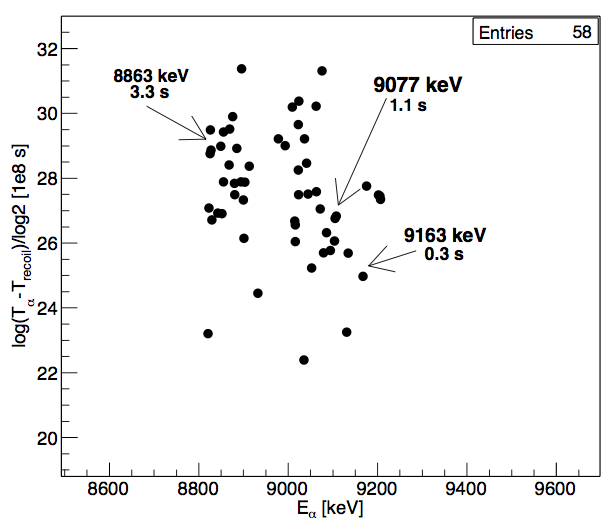 Entries 58
32
30
28
26
24
22
20
log(Tα-Trecoil)/log2 [1e8 s]
8863 keV
3.3 s
9077 keV
1.1 s
9163 keV
0.3 s
8600 8800 9000 9200 9400 9600
Eα [keV]